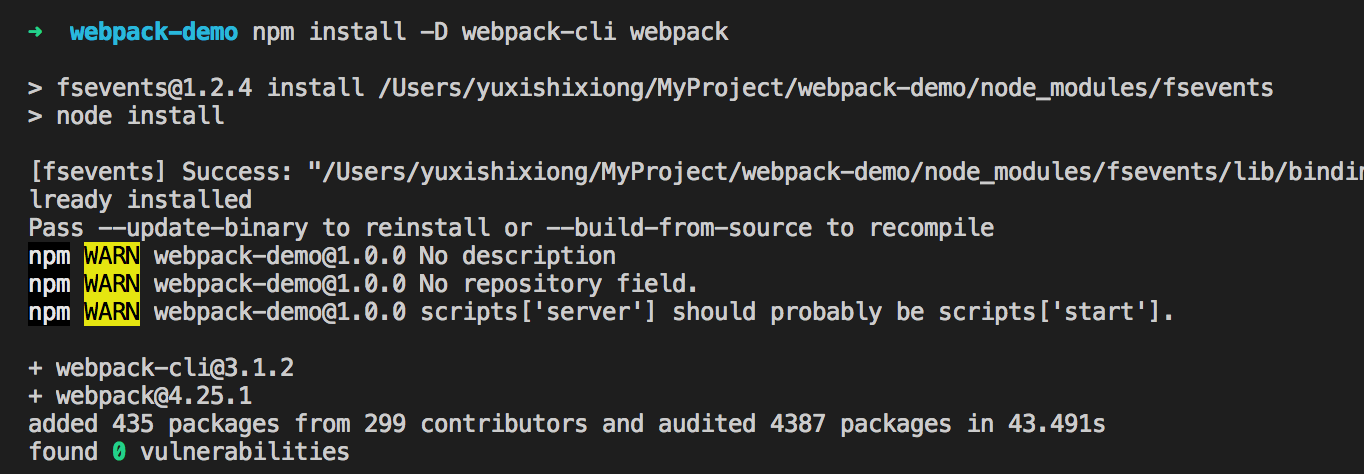 ➜  webpack-demo npm install -D webpack-cli webpack
> fsevents@1.2.4 install /Users/yuxishixiong/MyProject/webpack-demo/node_modules/fsevents
> node install
[fsevents] Success: "/Users/yuxishixiong/MyProject/webpack-demo/node_modules/fsevents/lib/bindin
lready installed
Pass --update-binary to reinstall or --build-from-source to recompile
npm WARN webpack-demo@1.0.0 No description
npm WARN webpack-demo@1.0.0 No repository field.
npm WARN webpack-demo@1.0.0 scripts['server'] should probably be scripts['start'].
+ webpack-cli@3.1.2
+ webpack@4.25.1
added 435 packages from 299 contributors and audited 4387 packages in 43.491s
found 0 vulnerabilities